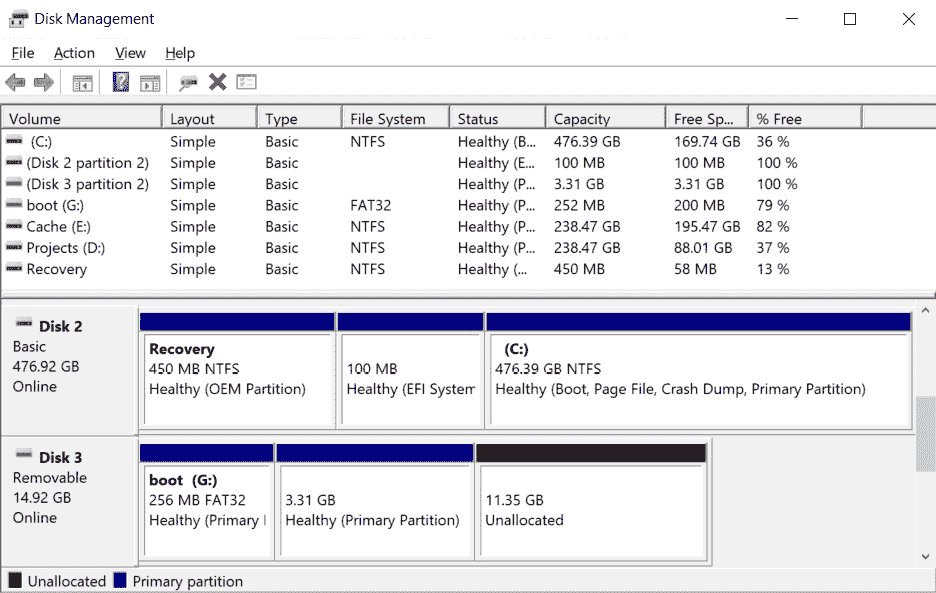 Disk Management
File Action View Help
Volume Layout Type File System Status Capacity Free Sp... % Free
(C:) Simple Basic NTFS Healthy (B... 476.39 GB 169.74 GB 36 %
(Disk 2 partition 2) Simple Basic Healthy (E... 100 MB 100 MB 100 %
(Disk 3 partition 2) Simple Basic Healthy (P... 3.31 GB 3.31 GB 100 %
boot (G:) Simple Basic FAT32 Healthy (P... 252 MB 200 MB 79 %
Cache (E:) Simple Basic NTFS Healthy (P... 238.47 GB 195.47 GB 82 %
Projects (D:) Simple Basic NTFS Healthy (P... 238.47 GB 88.01 GB 37 %
Recovery Simple Basic NTFS Healthy (... 450 MB 58 MB 13 %
Disk 2
Basic
476.92 GB
Online
Recovery
450 MB NTFS
Healthy (OEM Partition)
100 MB
Healthy (EFI System
(C:)
476.39 GB NTFS
Healthy (Boot, Page File, Crash Dump, Primary Partition)
Disk 3
Removable
14.92 GB
Online
boot (G:)
256 MB FAT32
Healthy (Primary
3.31 GB
Healthy (Primary Partition)
11.35 GB
Unallocated
Unallocated Primary partition